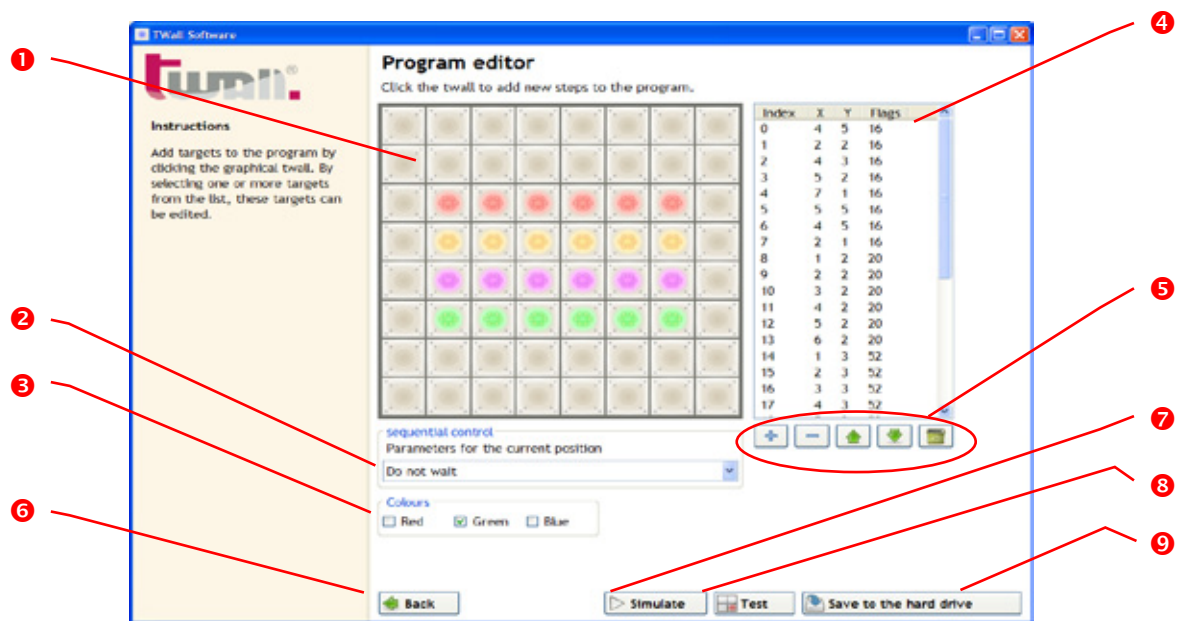 TWall Software
twall®
Instructions
Add targets to the program by
clicking the graphical twall. By
selecting one or more targets
from the list, these targets can
be edited.
Program editor
Click the twall to add new steps to the program.
Index X Y Flags
0 4 5 16
1 2 2 16
2 4 3 16
3 5 2 16
4 7 1 16
5 5 5 16
6 4 5 16
7 2 1 16
8 1 2 20
9 2 2 20
10 3 2 20
11 4 2 20
12 5 2 20
13 6 2 20
14 1 3 52
15 2 3 52
16 3 3 52
17 4 3 52
sequential control
Parameters for the current position
Do not wait
Colours
Red Green Blue
Back
Simulate
Test
Save to the hard drive
1
2
3
6
4
5
7
8
9